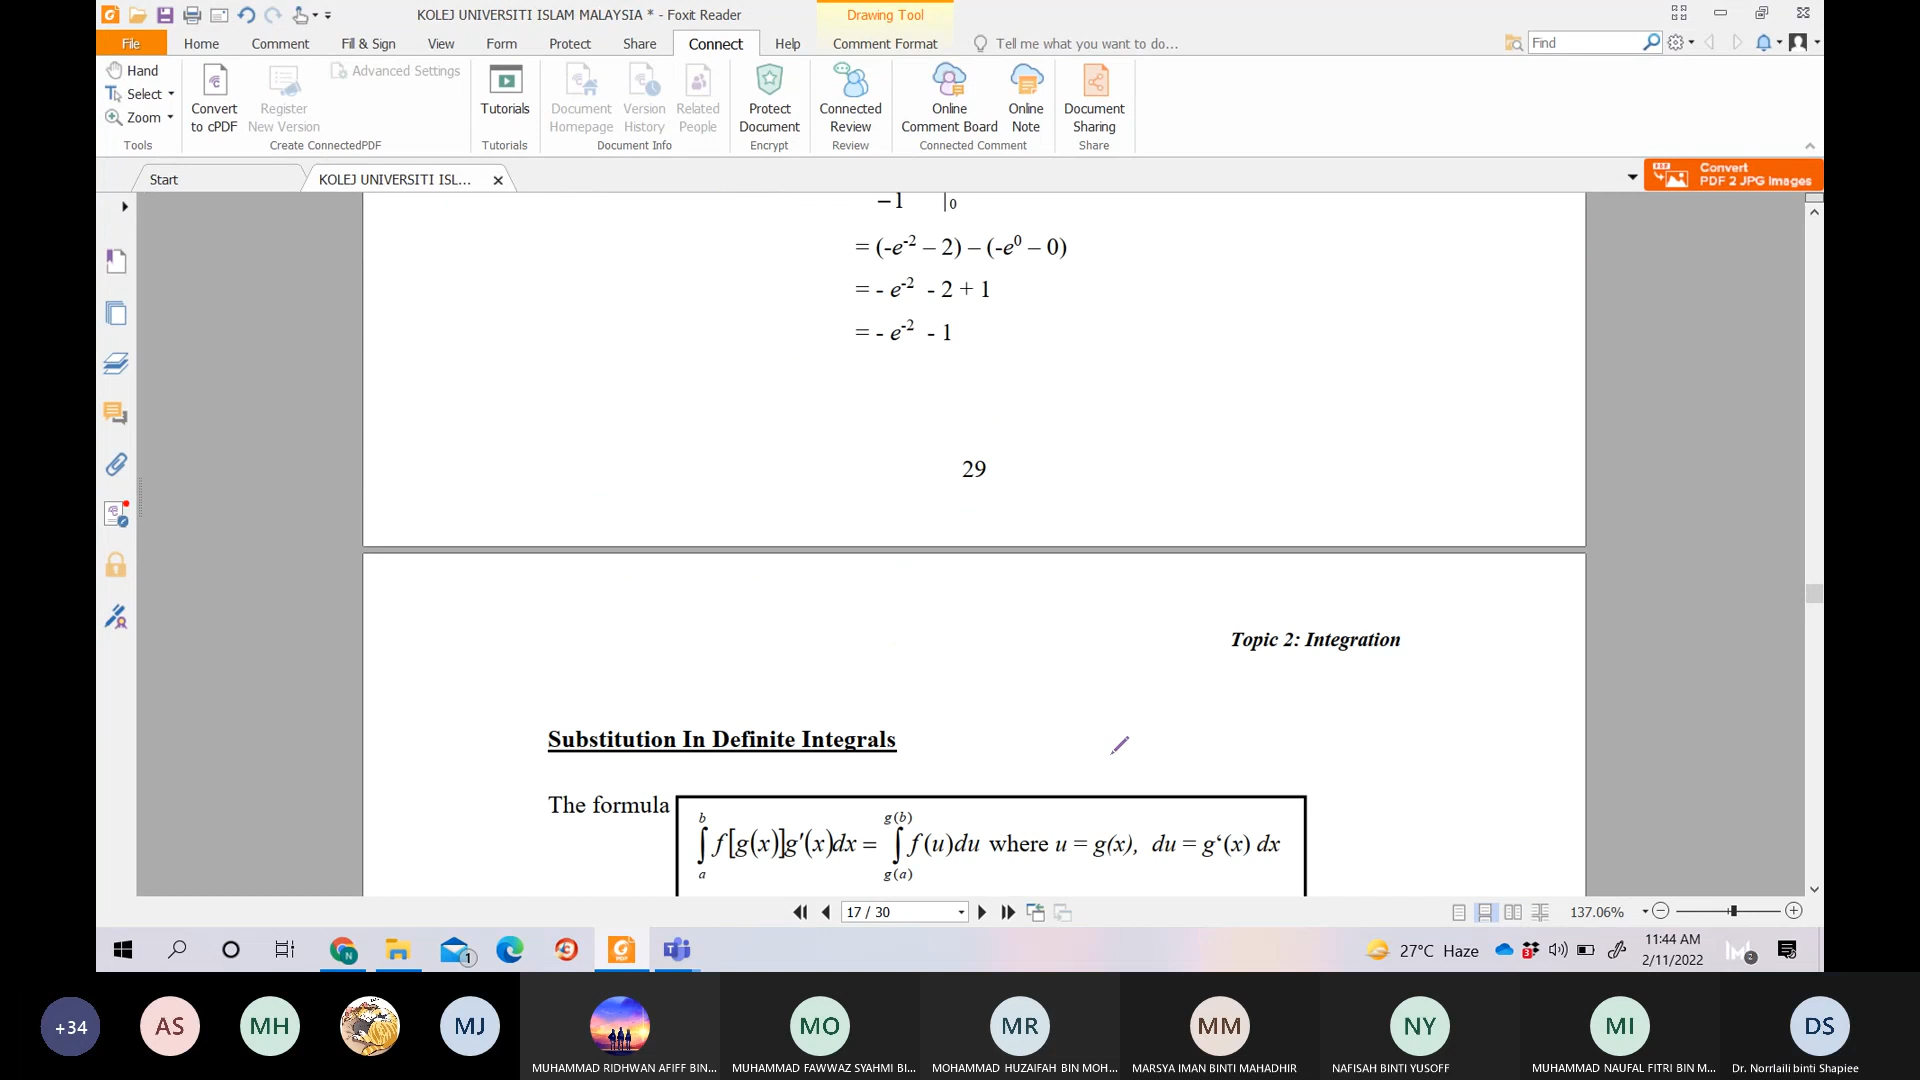 KOLEJ UNIVERSITI ISLAM MALAYSIA * - Foxit Reader
Drawing Tool
File Home Comment Fill & Sign View Form Protect Share Connect Help Comment Format Tell me what you want to do... Find
Hand
Select
Zoom
Tools
Convert to cPDF
Register New Version
Advanced Settings
Create ConnectedPDF
Tutorials
Tutorials
Document Homepage
Version History
Related People
Document Info
Protect Document
Encrypt
Connected Review
Review
Online Comment Board
Online Note
Connected Comment
Document Sharing
Share
Start
KOLEJ UNIVERSITI ISL...
Convert
PDF 2 JPG Images
−1 |0
= (-e⁻² – 2) – (-e⁰ – 0)
= - e⁻² - 2 + 1
= - e⁻² - 1
29
Topic 2: Integration
Substitution In Definite Integrals
The formula
∫ₐᵇ f[g(x)]g′(x)dx = ∫_{g(a)}^{g(b)} f(u)du where u = g(x), du = g‘(x) dx
17 / 30
137.06%
1
27°C Haze
3
11:44 AM
2/11/2022
2
+34
AS
MH
MJ
MO
MR
MM
NY
MI
DS
MUHAMMAD RIDHWAN AFIFF BIN...
MUHAMMAD FAWWAZ SYAHMI BI...
MOHAMMAD HUZAIFAH BIN MOH...
MARSYA IMAN BINTI MAHADHIR
NAFISAH BINTI YUSOFF
MUHAMMAD NAUFAL FITRI BIN M...
Dr. Norrlaili binti Shapiee